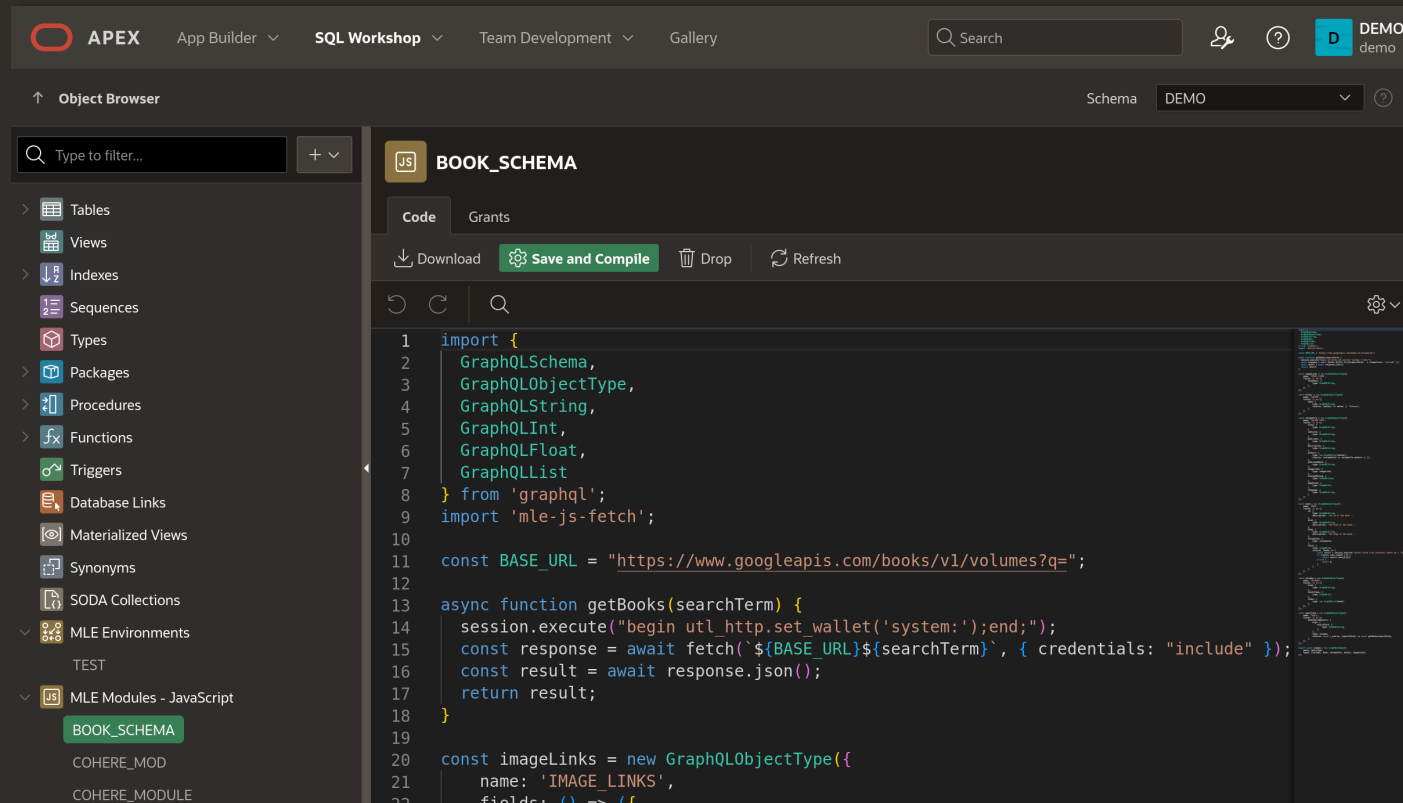 APEX
App Builder
SQL Workshop
Team Development
Gallery
Search
D
DEMO
demo
Object Browser
Schema
DEMO
Type to filter...
Tables
Views
Indexes
Sequences
Types
Packages
Procedures
Functions
Triggers
Database Links
Materialized Views
Synonyms
SODA Collections
MLE Environments
TEST
MLE Modules - JavaScript
BOOK_SCHEMA
COHERE_MOD
COHERE_MODULE
JS BOOK_SCHEMA
Code Grants
Download Save and Compile Drop Refresh
1 import {
2 GraphQLSchema,
3 GraphQLObjectType,
4 GraphQLString,
5 GraphQLInt,
6 GraphQLFloat,
7 GraphQLList
8 } from 'graphql';
9 import 'mle-js-fetch';
10
11 const BASE_URL = "https://www.googleapis.com/books/v1/volumes?q=";
12
13 async function getBooks(searchTerm) {
14 session.execute("begin utl_http.set_wallet('system:');end;");
15 const response = await fetch(`${BASE_URL}${searchTerm}`, { credentials: "include" });
16 const result = await response.json();
17 return result;
18 }
19
20 const imageLinks = new GraphQLObjectType({
21 name: 'IMAGE_LINKS',
22 fields: () => ({